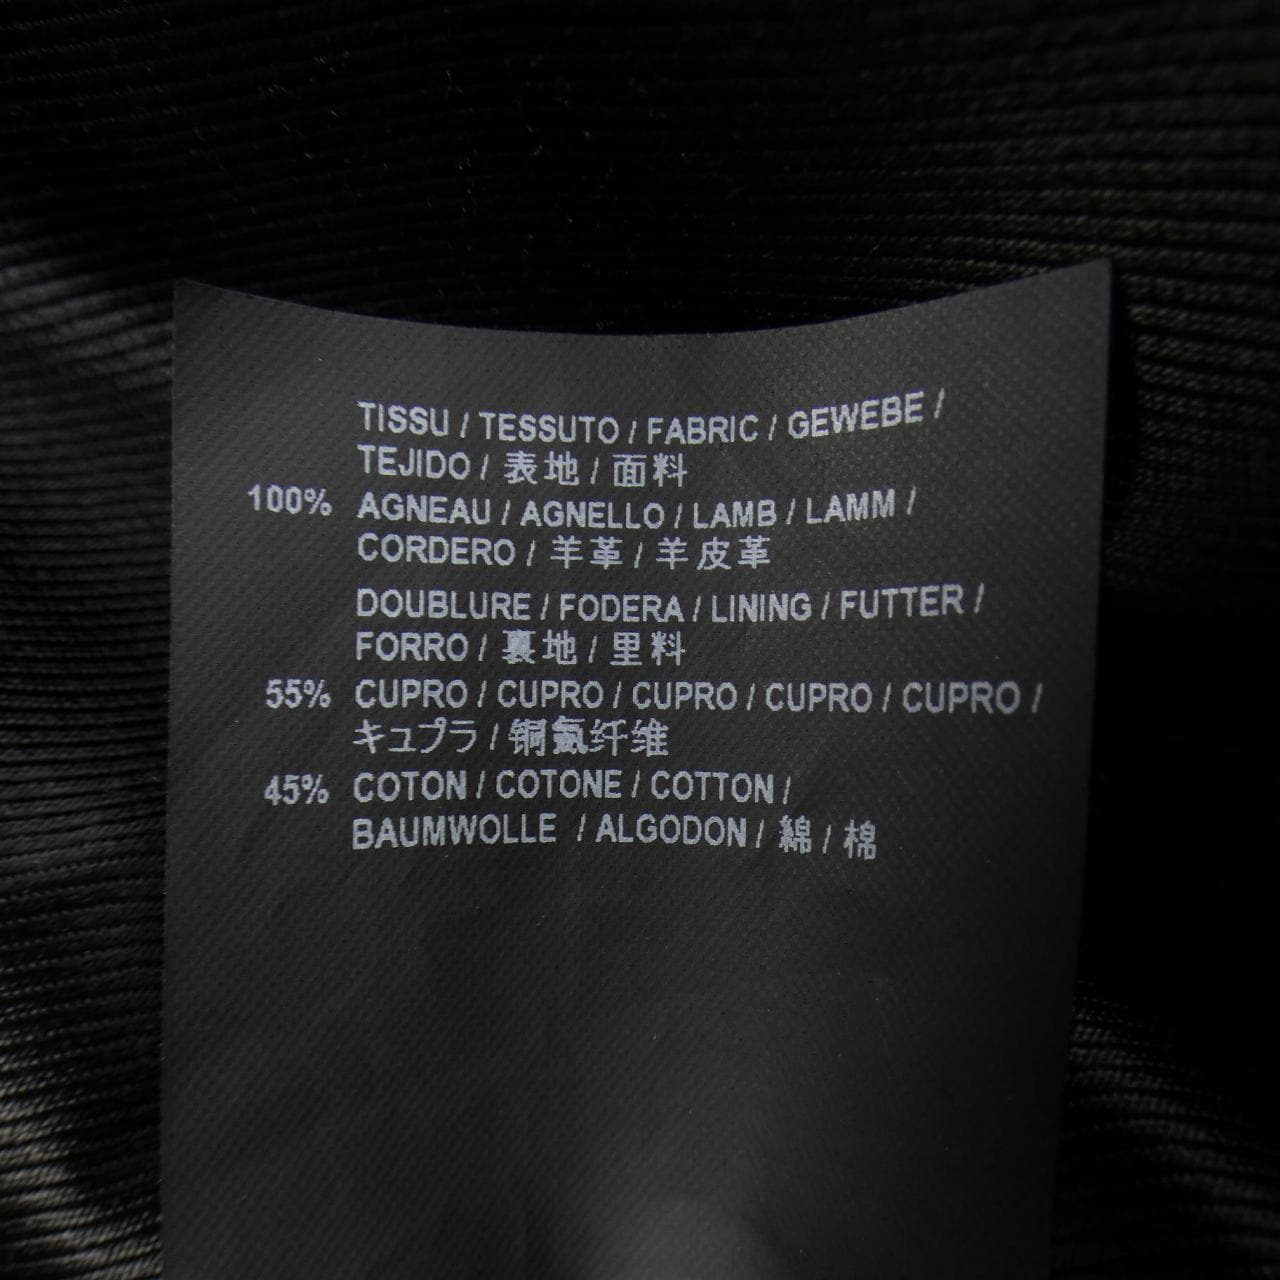 TISSU / TESSUTO / FABRIC / GEWEBE /
TEJIDO / 表地 / 面料
100% AGNEAU / AGNELLO / LAMB / LAMM /
CORDERO / 羊革 / 羊皮革
DOUBLURE / FODERA / LINING / FUTTER /
FORRO / 裏地 / 里料
55% CUPRO / CUPRO / CUPRO / CUPRO / CUPRO /
キュプラ / 铜氨纤维
45% COTON / COTONE / COTTON /
BAUMWOLLE / ALGODON / 綿 / 棉